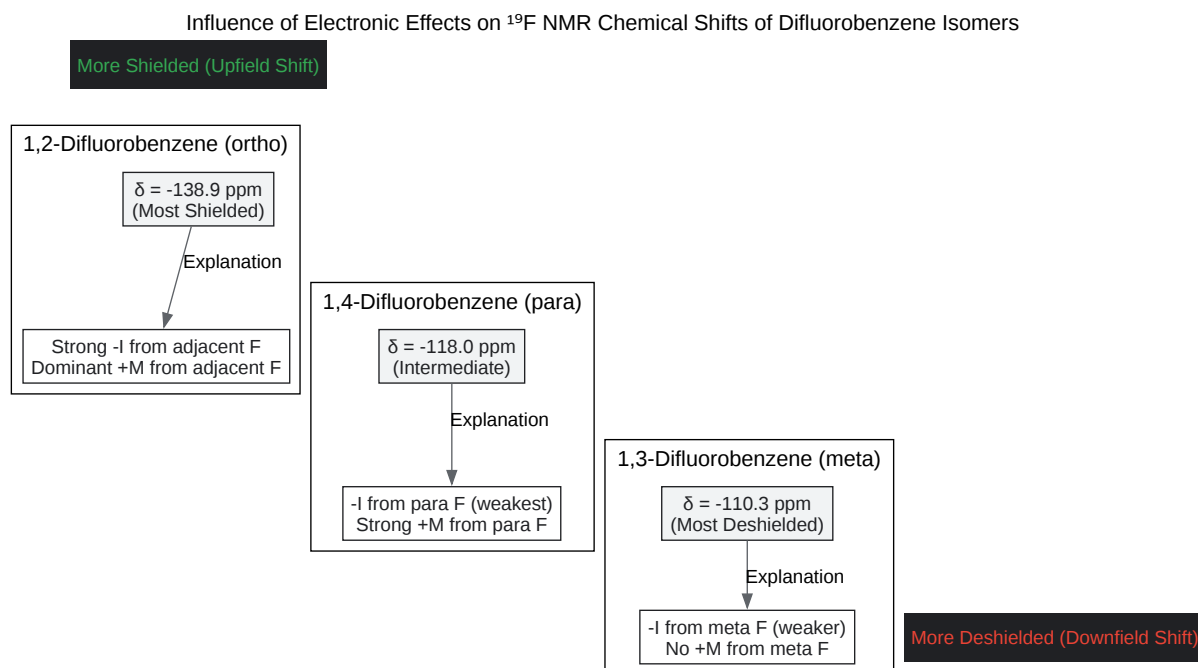 Influence of Electronic Effects on ¹⁹F NMR Chemical Shifts of Difluorobenzene Isomers
More Shielded (Upfield Shift)
1,2-Difluorobenzene (ortho)
δ = -138.9 ppm
(Most Shielded)
Explanation
Strong -I from adjacent F
Dominant +M from adjacent F
1,4-Difluorobenzene (para)
δ = -118.0 ppm
(Intermediate)
Explanation
-I from para F (weakest)
Strong +M from para F
1,3-Difluorobenzene (meta)
δ = -110.3 ppm
(Most Deshielded)
Explanation
-I from meta F (weaker)
No +M from meta F
More Deshielded (Downfield Shift)